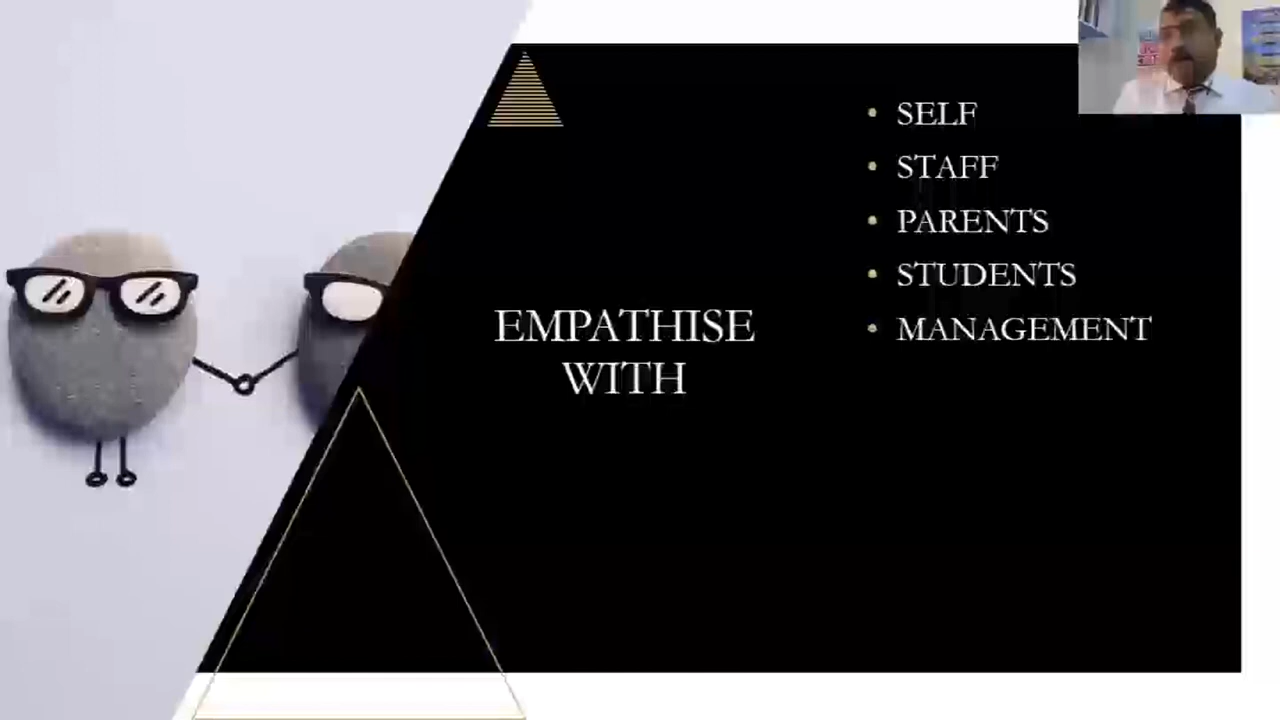 EMPATHISE
WITH
• SELF
• STAFF
• PARENTS
• STUDENTS
• MANAGEMENT